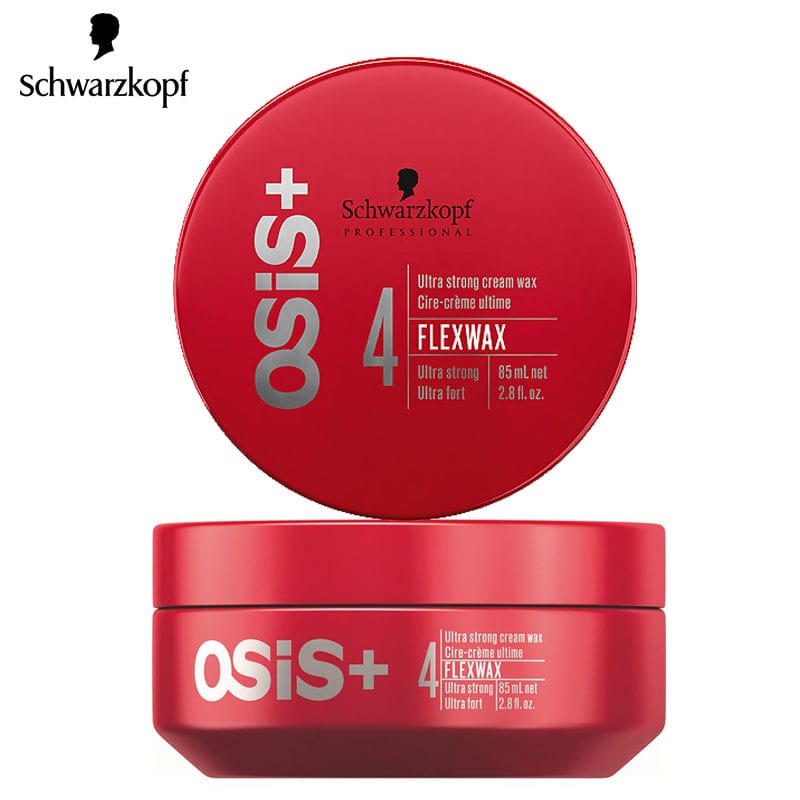 Schwarzkopf
OSiS+
Schwarzkopf
PROFESSIONAL
4
Ultra strong cream wax
Cire-crème ultime
FLEXWAX
Ultra strong
Ultra fort
85 mL net
2.8 fl. oz.
OSiS+
4
Ultra strong cream wax
Cire-crème ultime
FLEXWAX
Ultra strong
Ultra fort
85 mL net
2.8 fl. oz.